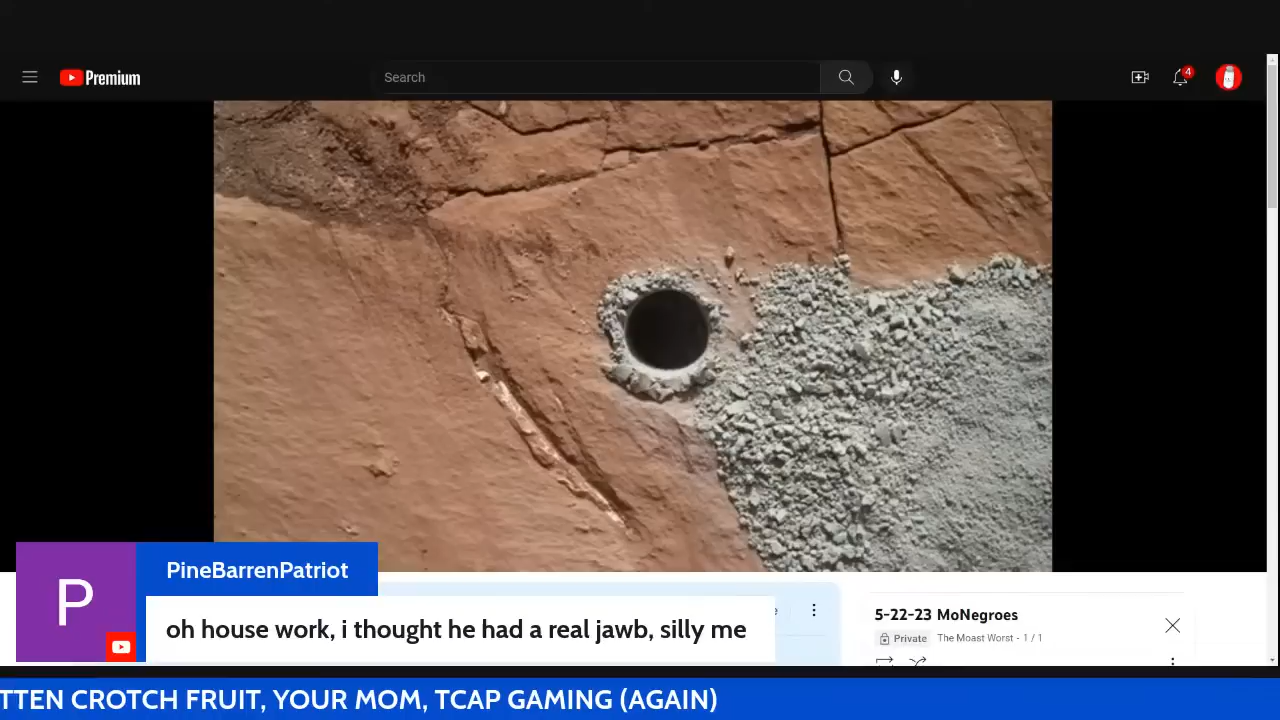 Premium
Search
4
PineBarrenPatriot
P
oh house work, i thought he had a real jawb, silly me
5-22-23 MoNegroes
Private The Moast Worst - 1 / 1
TTEN CROTCH FRUIT, YOUR MOM, TCAP GAMING (AGAIN)